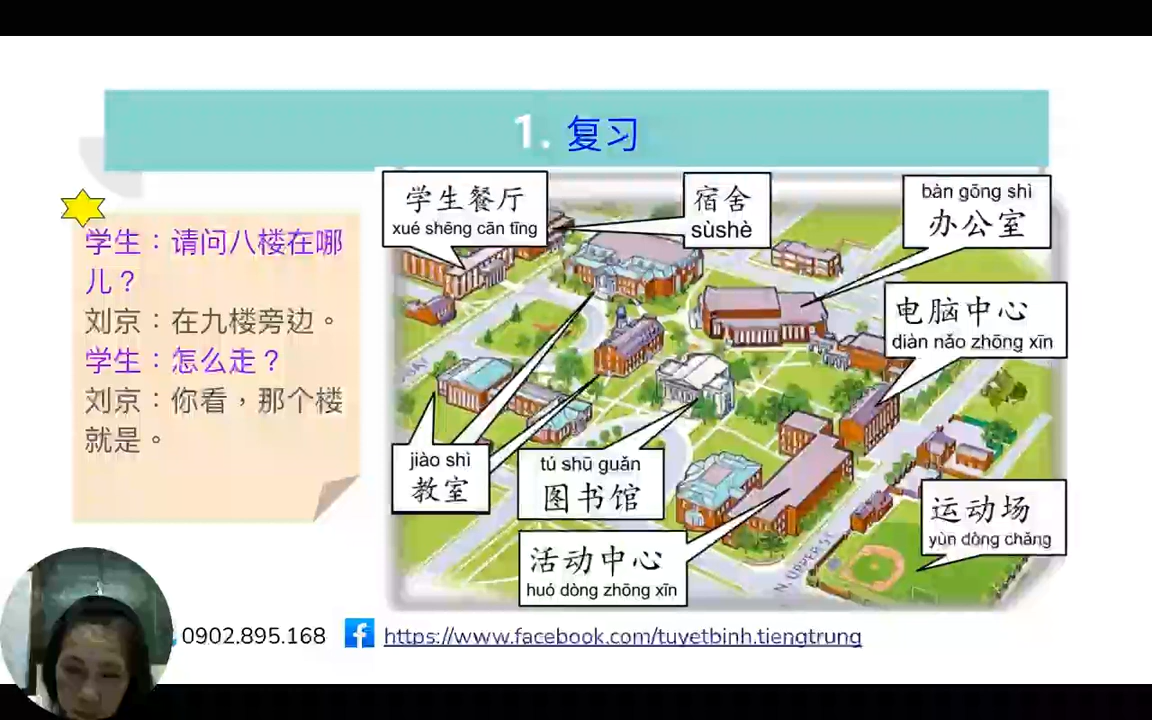 1. 复习
学生：请问八楼在哪
儿？
刘京：在九楼旁边。
学生：怎么走？
刘京：你看，那个楼
就是。
学生餐厅
xué shēng cān tīng
宿舍
sùshè
bàn gōng shì
办公室
电脑中心
diàn nǎo zhōng xīn
jiào shì
教室
tú shū guǎn
图书馆
运动场
yùn dòng chǎng
活动中心
huó dòng zhōng xīn
N. UPPER ST.
0902.895.168
https://www.facebook.com/tuyetbinh.tiengtrung